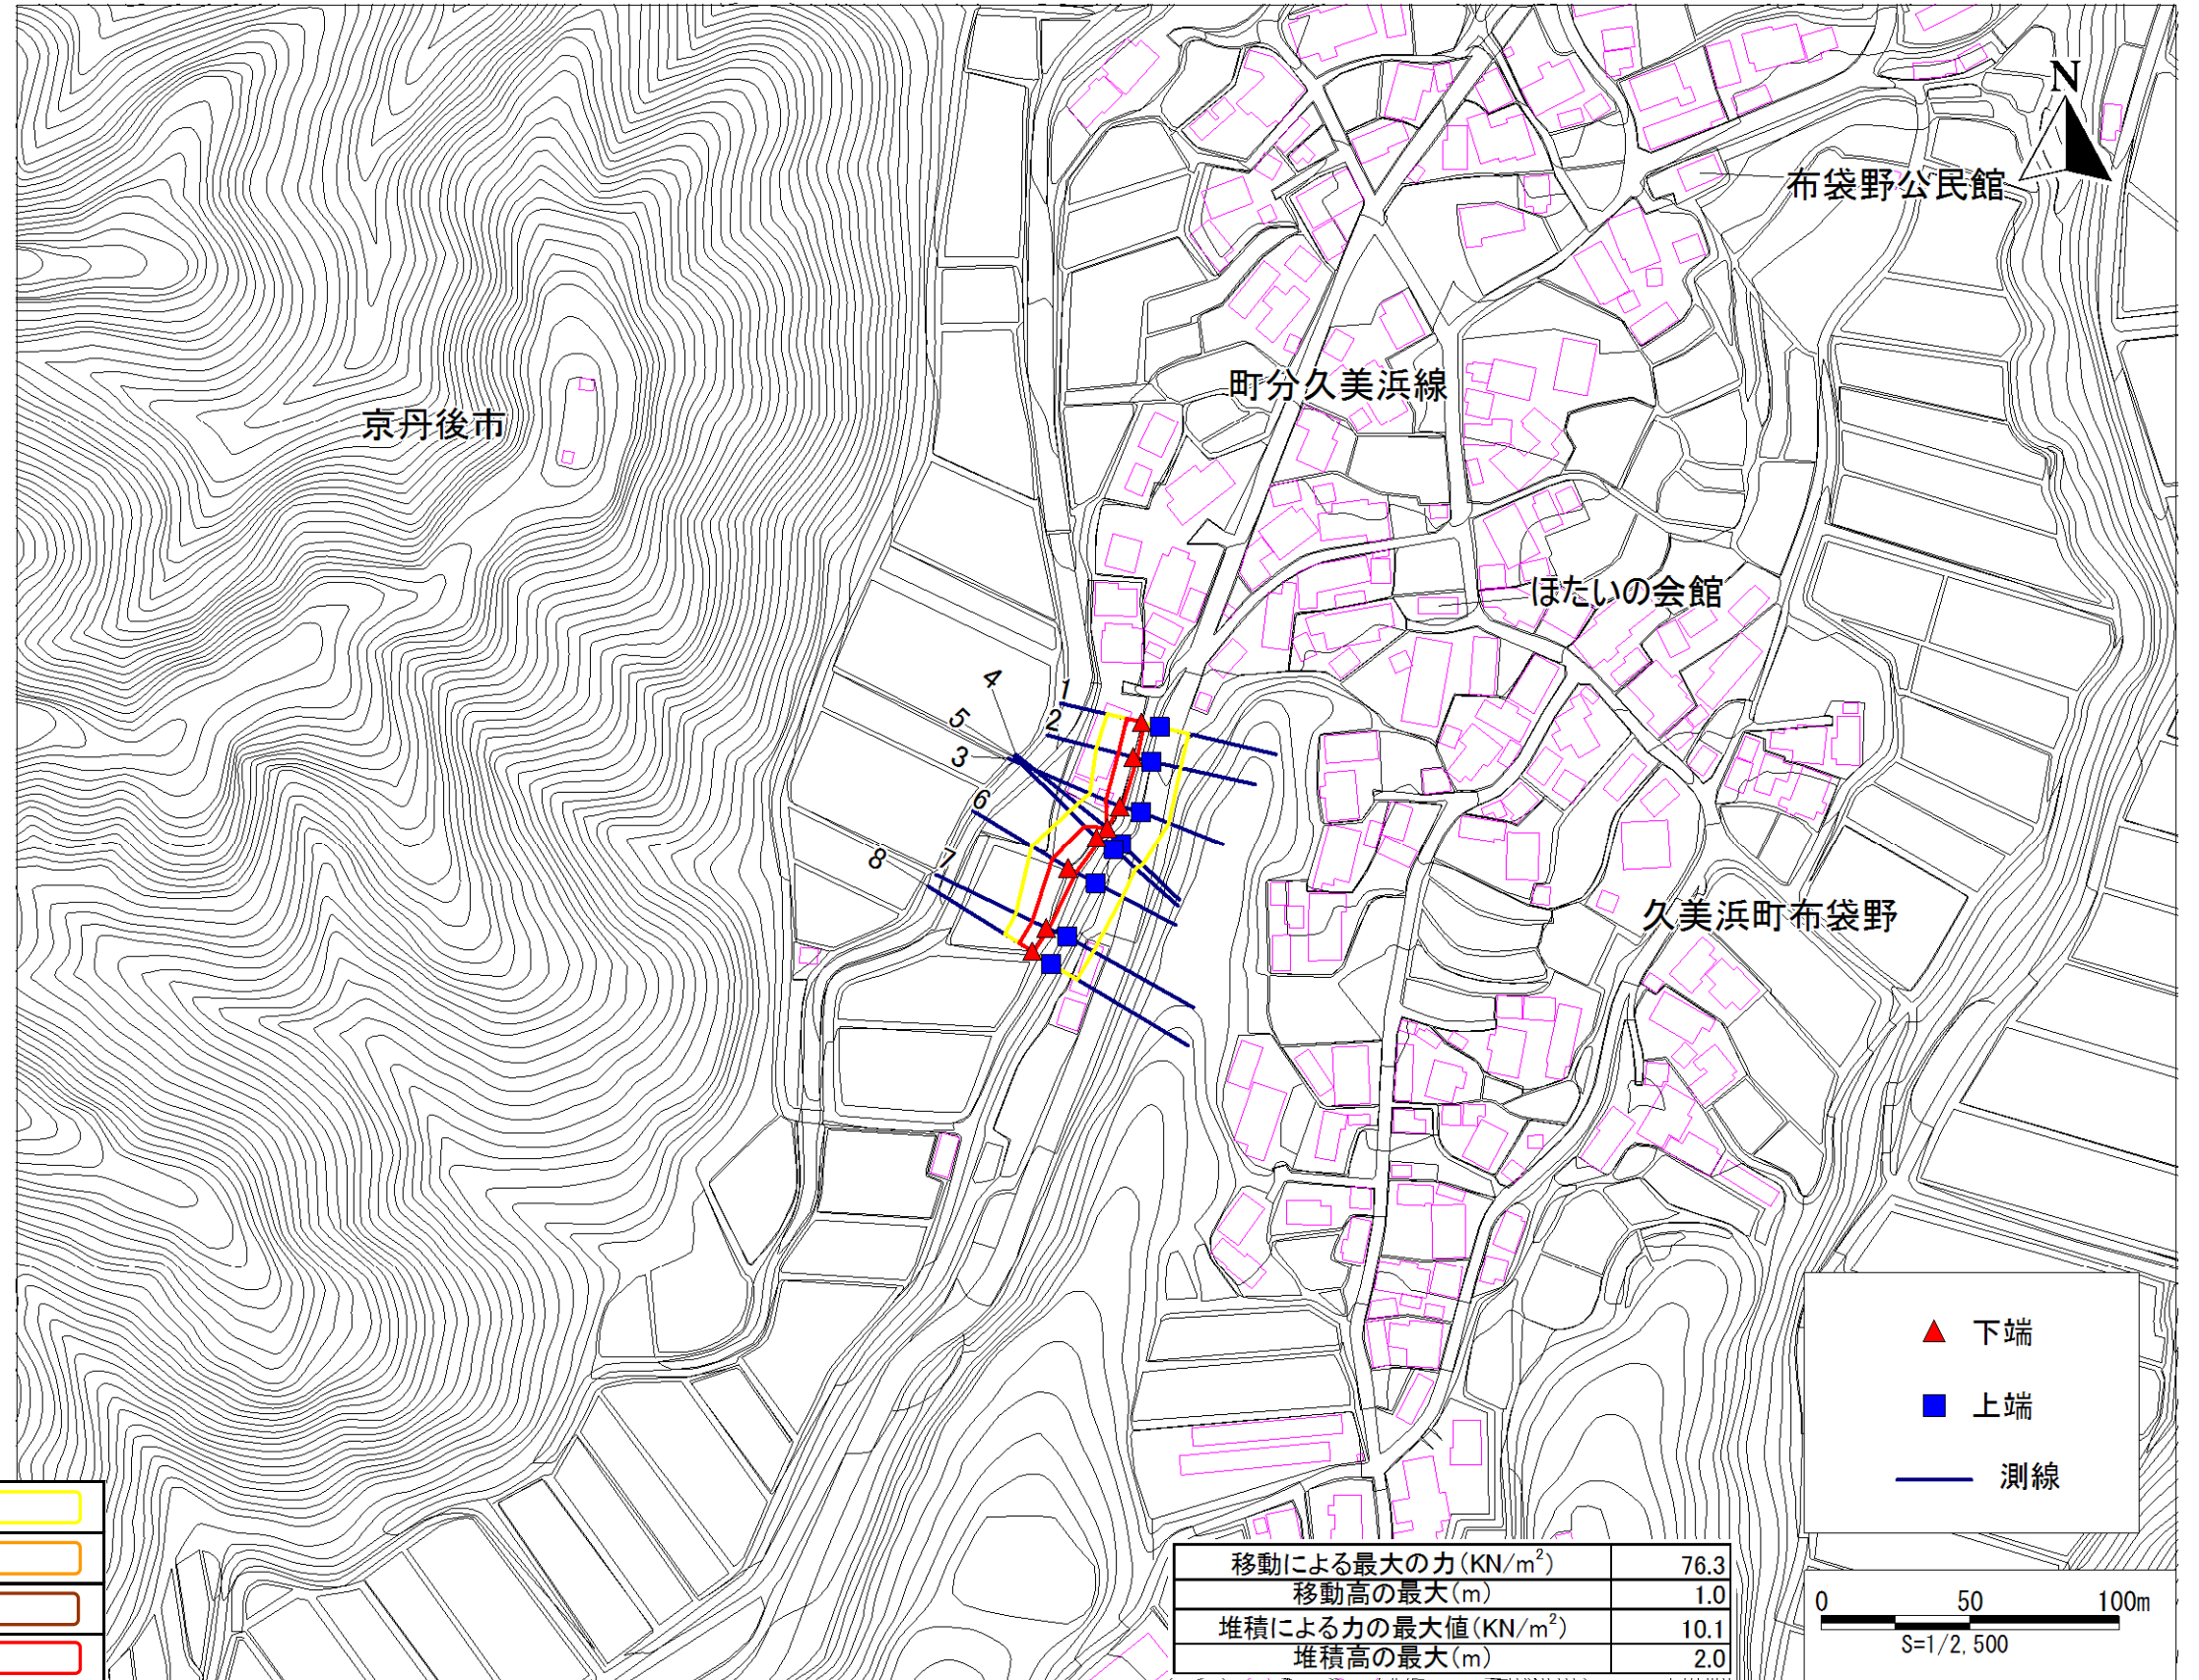 N
布袋野公民館
町分久美浜線
京丹後市
ほたいの会館
4
1
5
2
3
6
8
7
久美浜町布袋野
下端
上端
測線
移動による最大の力(KN/m²) 76.3
移動高の最大(m) 1.0
堆積による力の最大値(KN/m²) 10.1
堆積高の最大(m) 2.0
0 50 100m
S=1/2,500